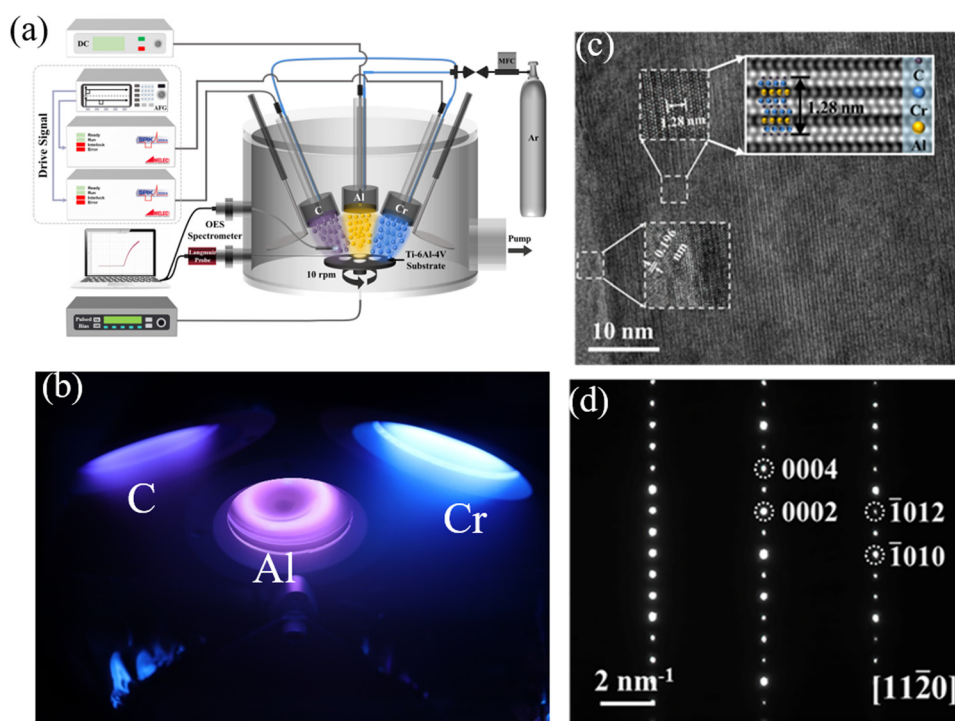 (a)
DC
MFC
AFG
Drive Signal
Ready
Run
Interlock
Error
SPIK
MELEC
Ready
Run
Interlock
Error
SPIK
MELEC
Ar
C
Al
Cr
OES
Spectrometer
Langmuir
Probe
10 rpm
Ti-6Al-4V
Substrate
Pump
Pulsed
Bias
(b)
C
Al
Cr
(c)
1.28 nm
1.28 nm
C
Cr
Al
0.196
nm
10 nm
(d)
0004
0002
1̅012
1̅010
2 nm⁻¹
[112̅0]